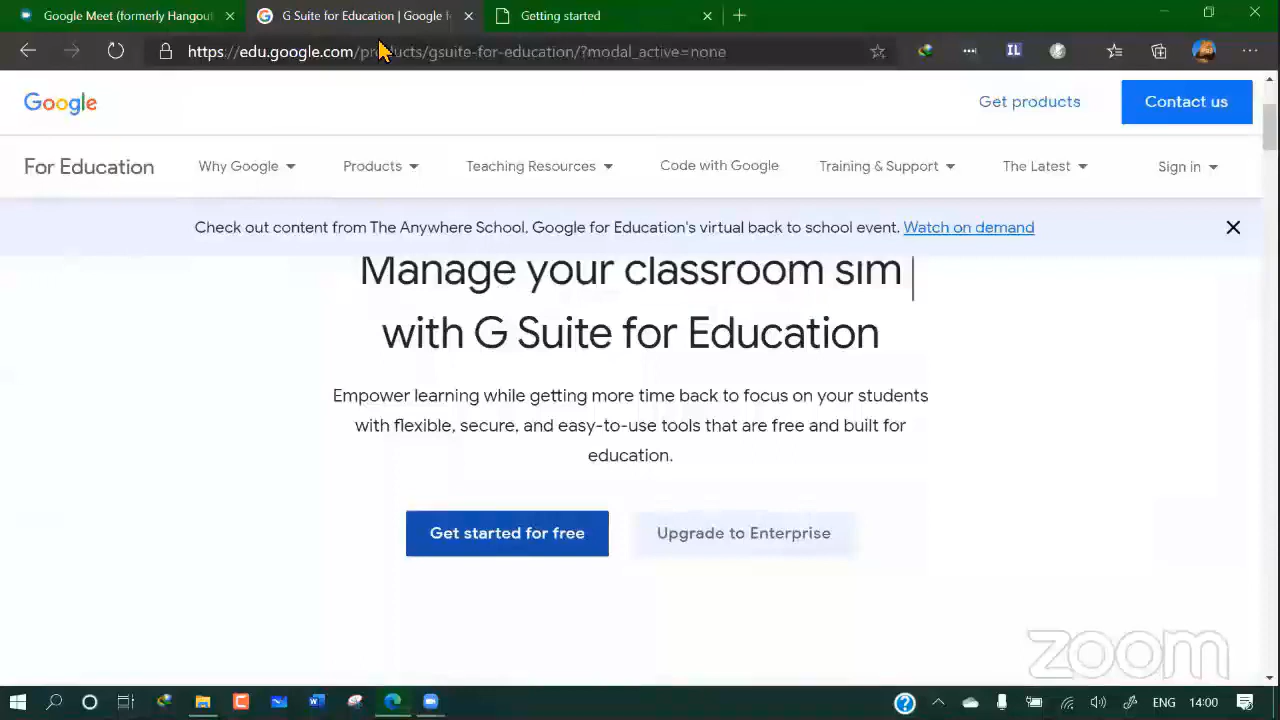 Google Meet (formerly Hangout
G Suite for Education | Google f
Getting started
https://edu.google.com/products/gsuite-for-education/?modal_active=none
IL
Google
Get products
Contact us
For Education
Why Google
Products
Teaching Resources
Code with Google
Training & Support
The Latest
Sign in
Check out content from The Anywhere School, Google for Education's virtual back to school event. Watch on demand
Manage your classroom sim
with G Suite for Education
Empower learning while getting more time back to focus on your students
with flexible, secure, and easy-to-use tools that are free and built for
education.
Get started for free
Upgrade to Enterprise
zoom
ENG
14:00